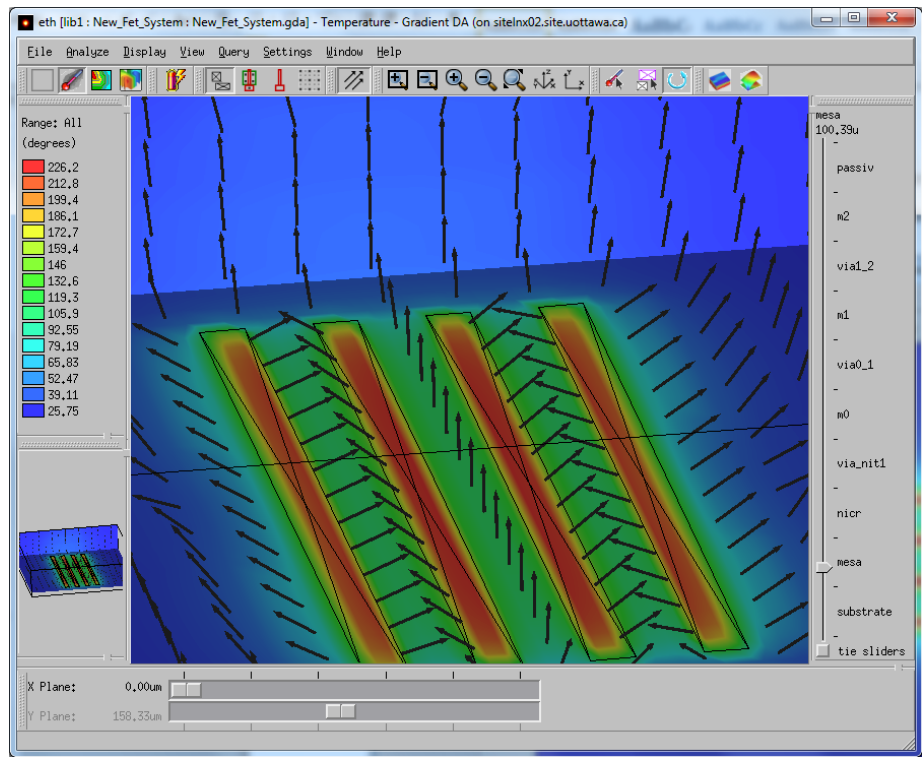 eth [lib1 : New_Fet_System : New_Fet_System.gda] - Temperature - Gradient DA (on sitelnx02.site.uottawa.ca)
File Analyze Display View Query Settings Window Help
Range: All
(degrees)
226.2
212.8
199.4
186.1
172.7
159.4
146
132.6
119.3
105.9
92.55
79.19
65.83
52.47
39.11
25.75
mesa
100.39u
passiv
m2
via1_2
m1
via0_1
m0
via_nit1
nicr
mesa
substrate
tie sliders
X Plane: 0.00um
Y Plane: 158.33um